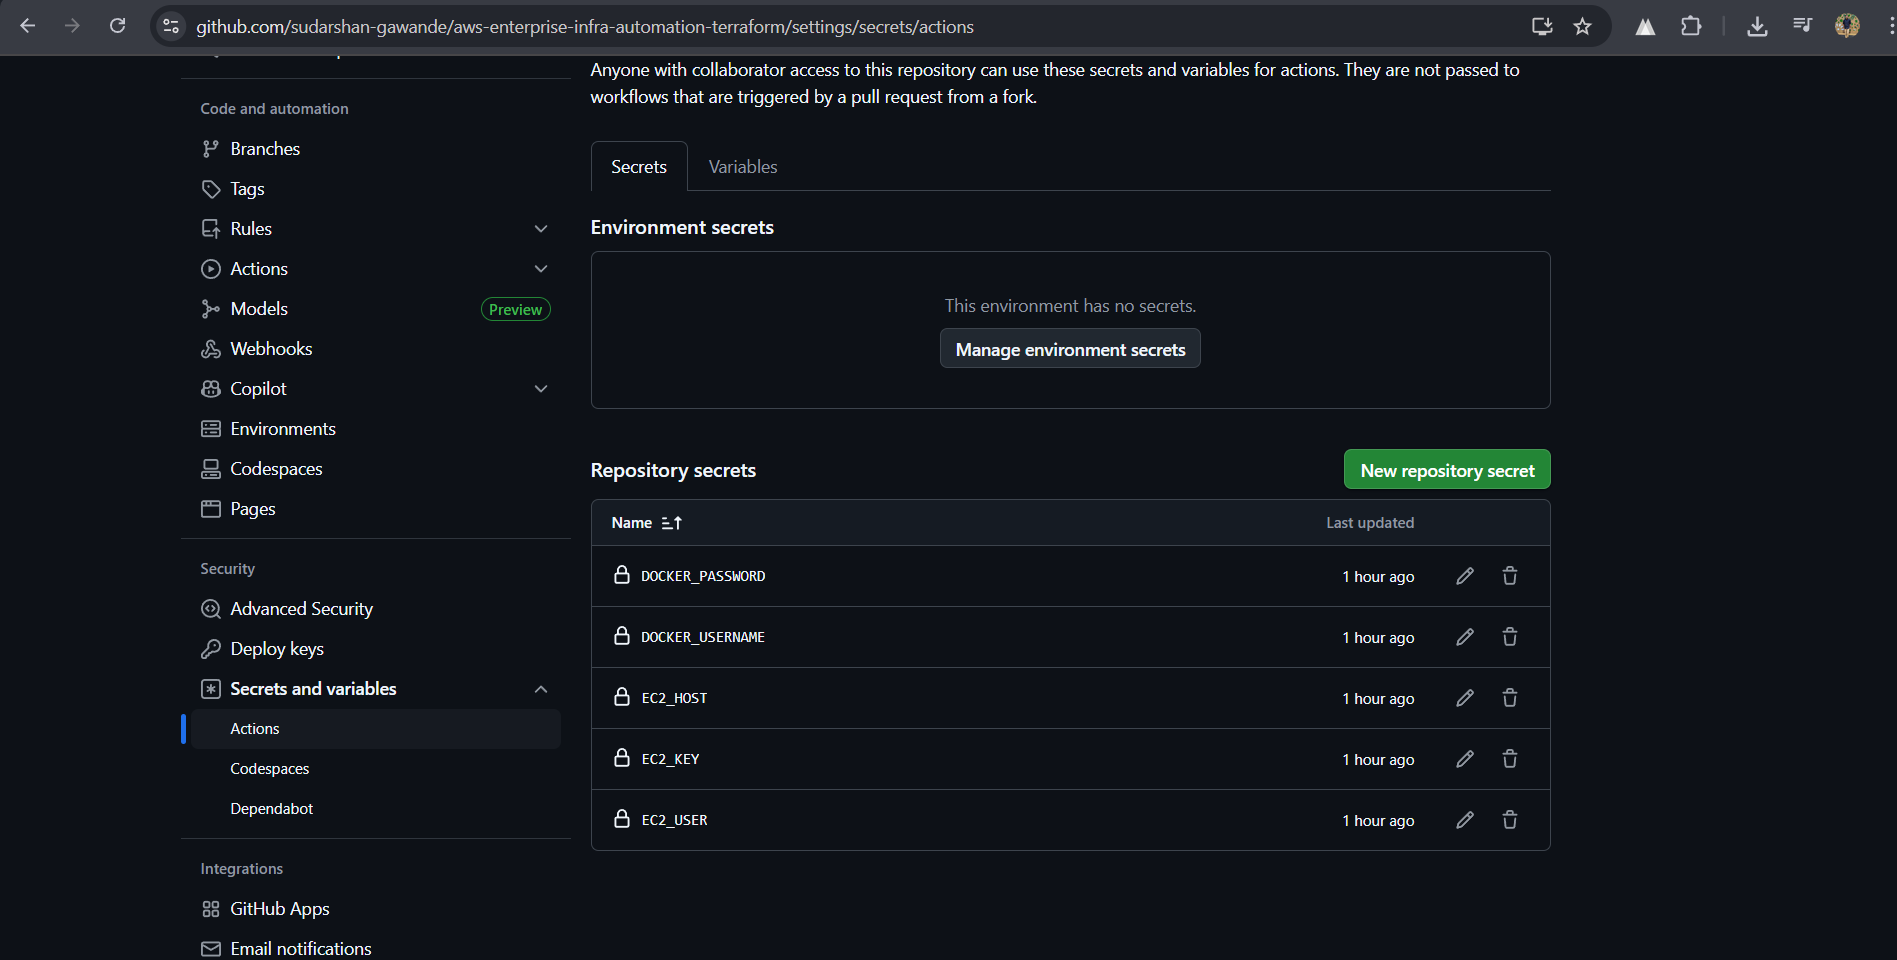 github.com/sudarshan-gawande/aws-enterprise-infra-automation-terraform/settings/secrets/actions
Code and automation
Branches
Tags
Rules
Actions
Models
Preview
Webhooks
Copilot
Environments
Codespaces
Pages
Security
Advanced Security
Deploy keys
Secrets and variables
Actions
Codespaces
Dependabot
Integrations
GitHub Apps
Email notifications
Anyone with collaborator access to this repository can use these secrets and variables for actions. They are not passed to
workflows that are triggered by a pull request from a fork.
Secrets
Variables
Environment secrets
This environment has no secrets.
Manage environment secrets
Repository secrets
New repository secret
Name
Last updated
DOCKER_PASSWORD
1 hour ago
DOCKER_USERNAME
1 hour ago
EC2_HOST
1 hour ago
EC2_KEY
1 hour ago
EC2_USER
1 hour ago